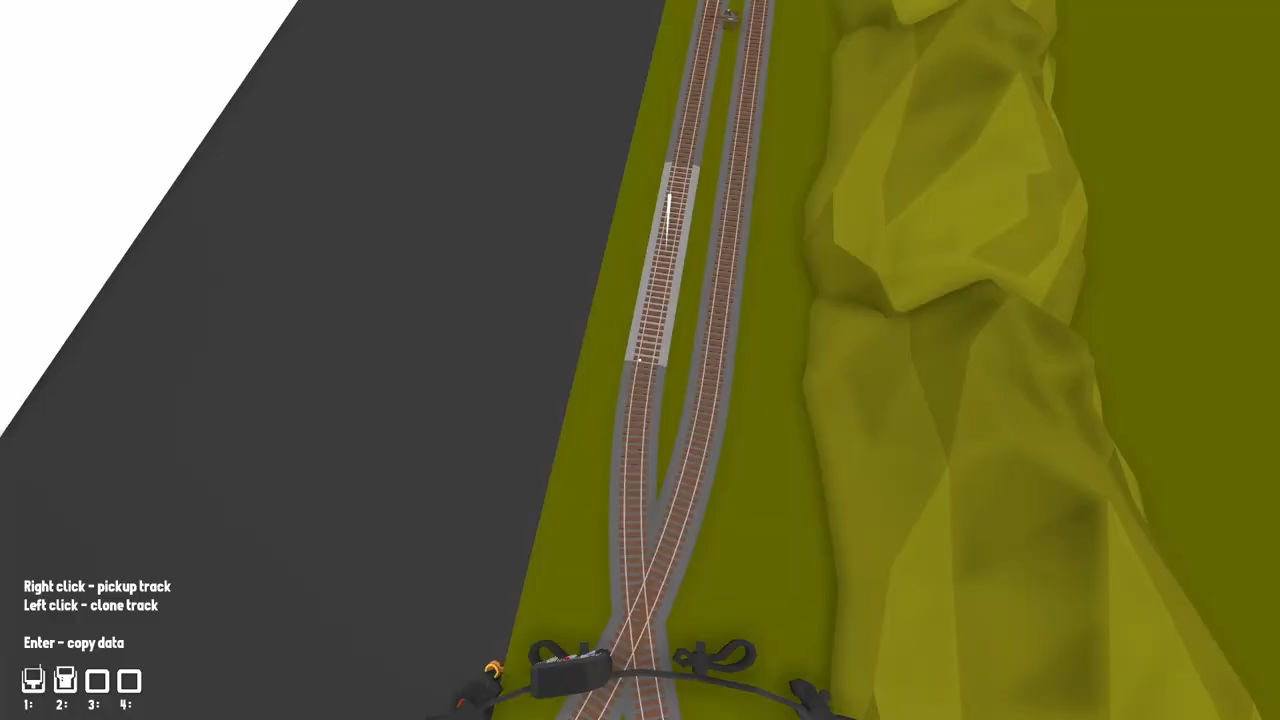 Right click - pickup track
Left click - clone track
Enter - copy data
1: 2: 3: 4: